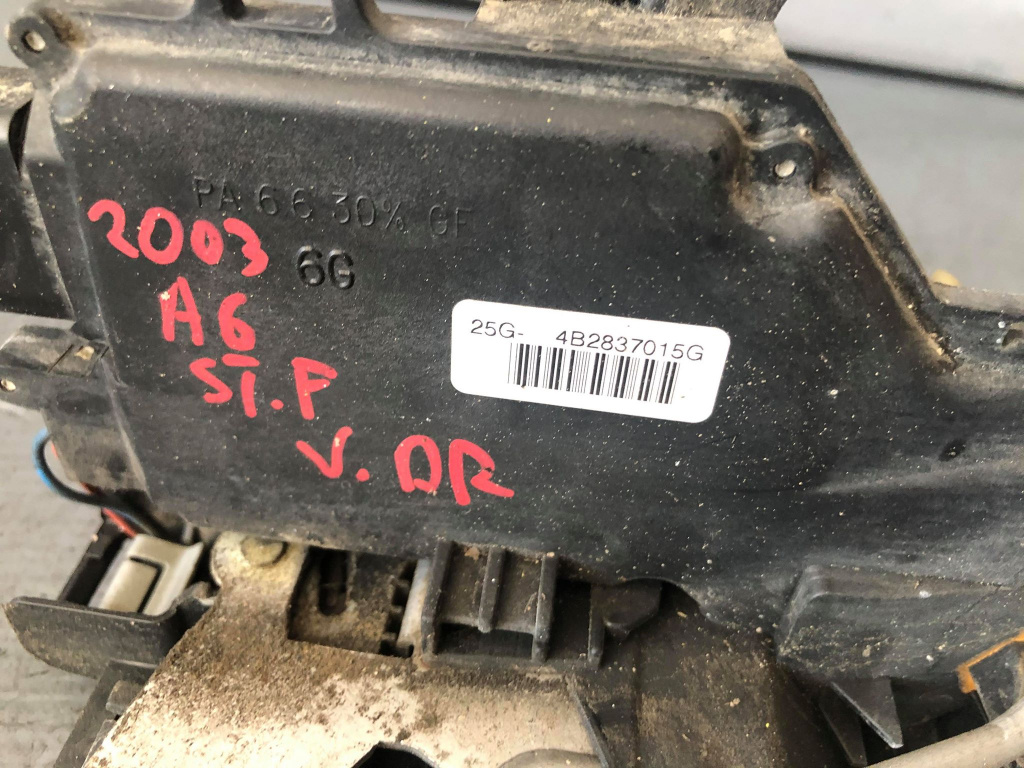 PA 6 6 30% GF
2003
6G
A6
ST.P
V.DR
25G- 4B2837015G